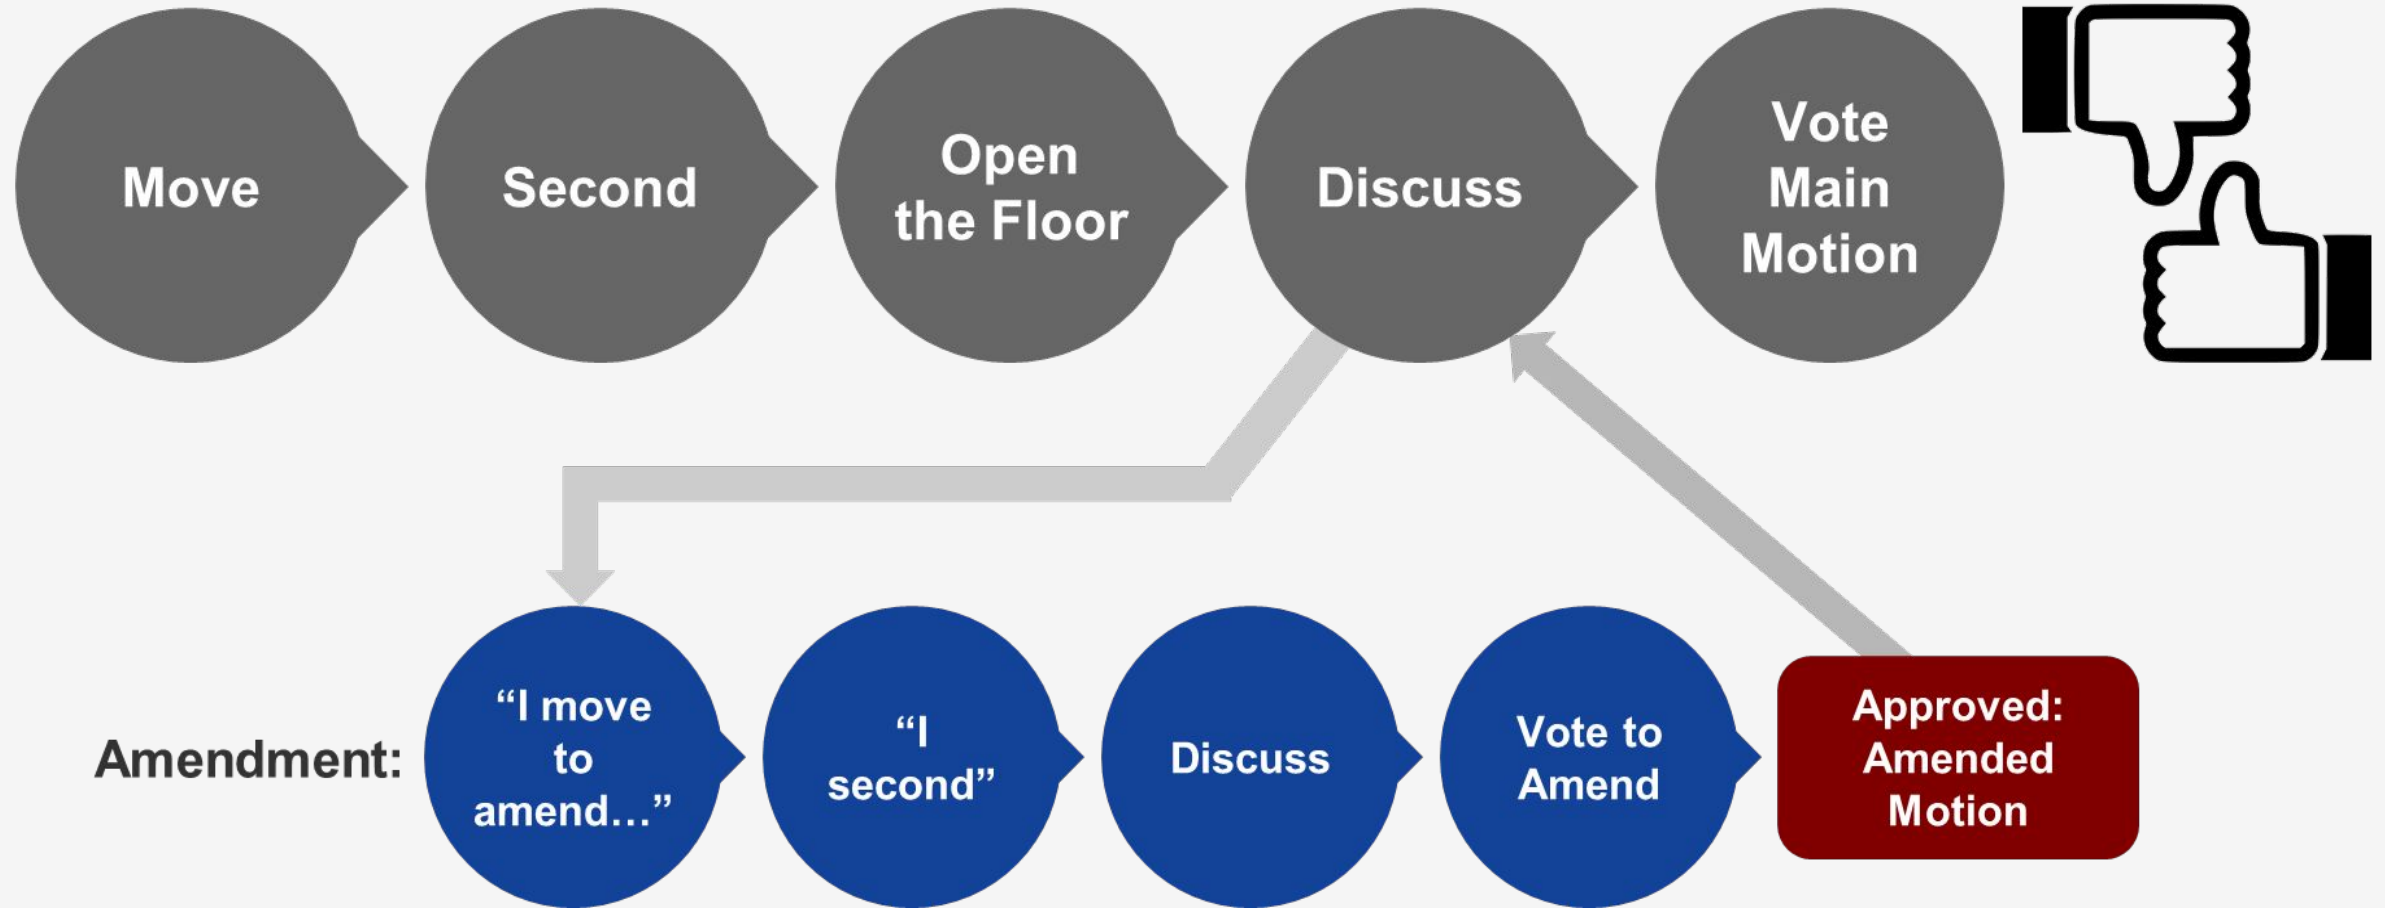 Move
Second
Open
the Floor
Discuss
Vote
Main
Motion
Amendment:
“I move
to
amend...”
“I
second”
Discuss
Vote to
Amend
Approved:
Amended
Motion